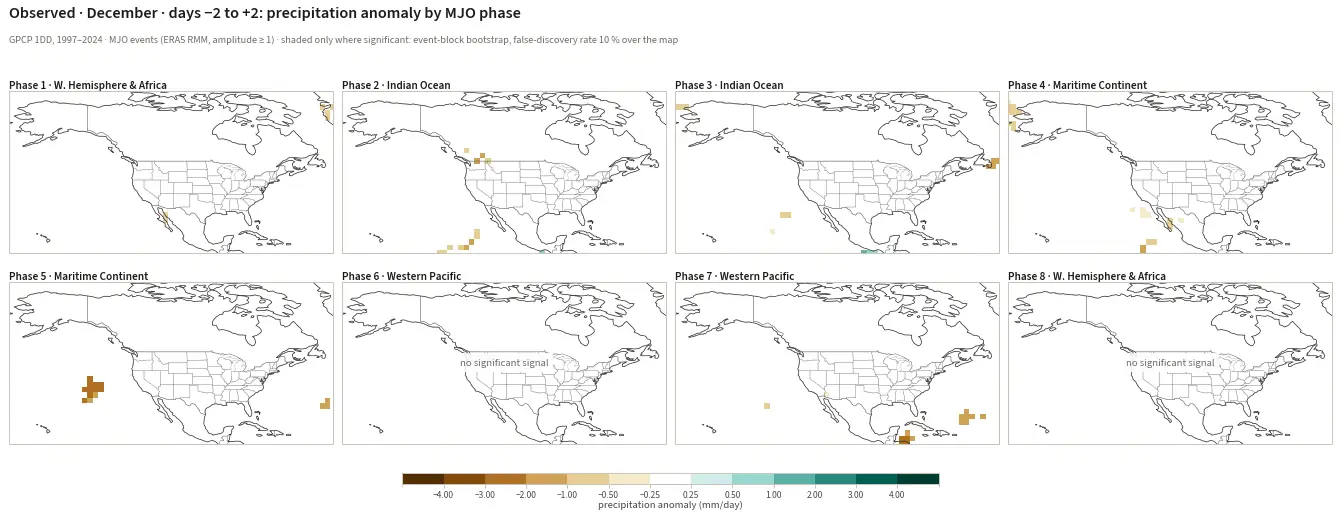 Observed · December · days −2 to +2: precipitation anomaly by MJO phase
GPCP 1DD, 1997–2024 · MJO events (ERA5 RMM, amplitude ≥ 1) · shaded only where significant: event-block bootstrap, false-discovery rate 10 % over the map
Phase 1 · W. Hemisphere & Africa
Phase 2 · Indian Ocean
Phase 3 · Indian Ocean
Phase 4 · Maritime Continent
Phase 5 · Maritime Continent
Phase 6 · Western Pacific
Phase 7 · Western Pacific
Phase 8 · W. Hemisphere & Africa
no significant signal
no significant signal
−4.00 −3.00 −2.00 −1.00 −0.50 −0.25 0.25 0.50 1.00 2.00 3.00 4.00
precipitation anomaly (mm/day)